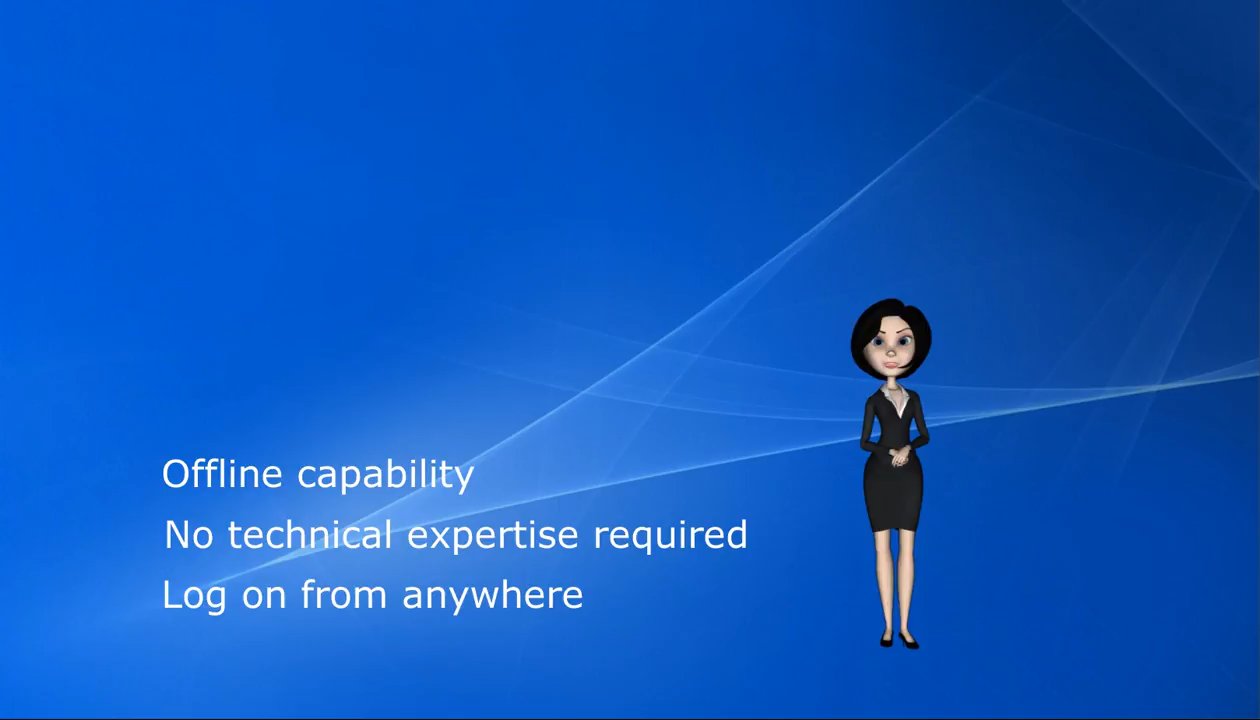 Offline capability
No technical expertise required
Log on from anywhere